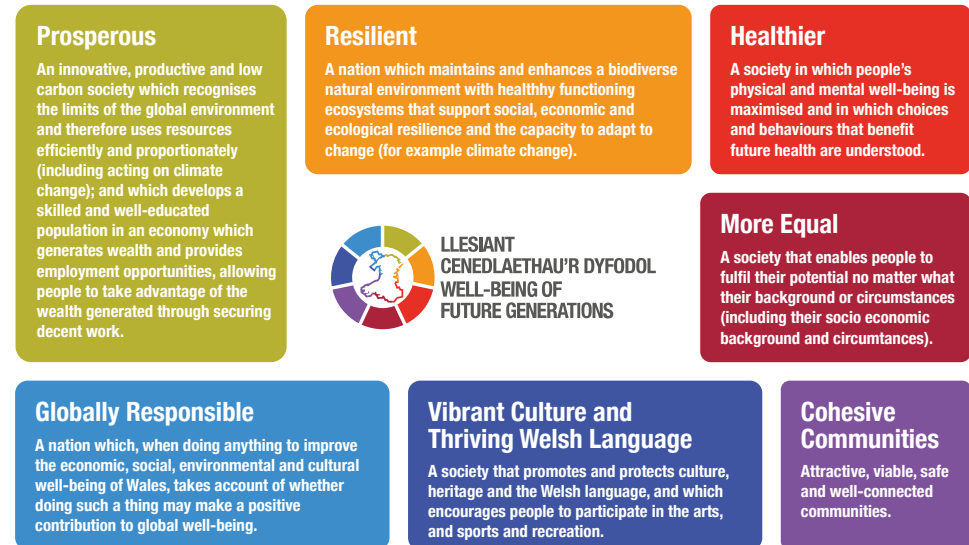 Prosperous
An innovative, productive and low
carbon society which recognises
the limits of the global environment
and therefore uses resources
efficiently and proportionately
(including acting on climate
change); and which develops a
skilled and well-educated
population in an economy which
generates wealth and provides
employment opportunities, allowing
people to take advantage of the
wealth generated through securing
decent work.
Resilient
A nation which maintains and enhances a biodiverse
natural environment with healthhy functioning
ecosystems that support social, economic and
ecological resilience and the capacity to adapt to
change (for example climate change).
Healthier
A society in which people's
physical and mental well-being is
maximised and in which choices
and behaviours that benefit
future health are understood.
LLESIANT
CENEDLAETHAU'R DYFODOL
WELL-BEING OF
FUTURE GENERATIONS
More Equal
A society that enables people to
fulfil their potential no matter what
their background or circumstances
(including their socio economic
background and circumtances).
Globally Responsible
A nation which, when doing anything to improve
the economic, social, environmental and cultural
well-being of Wales, takes account of whether
doing such a thing may make a positive
contribution to global well-being.
Vibrant Culture and
Thriving Welsh Language
A society that promotes and protects culture,
heritage and the Welsh language, and which
encourages people to participate in the arts,
and sports and recreation.
Cohesive
Communities
Attractive, viable, safe
and well-connected
communities.